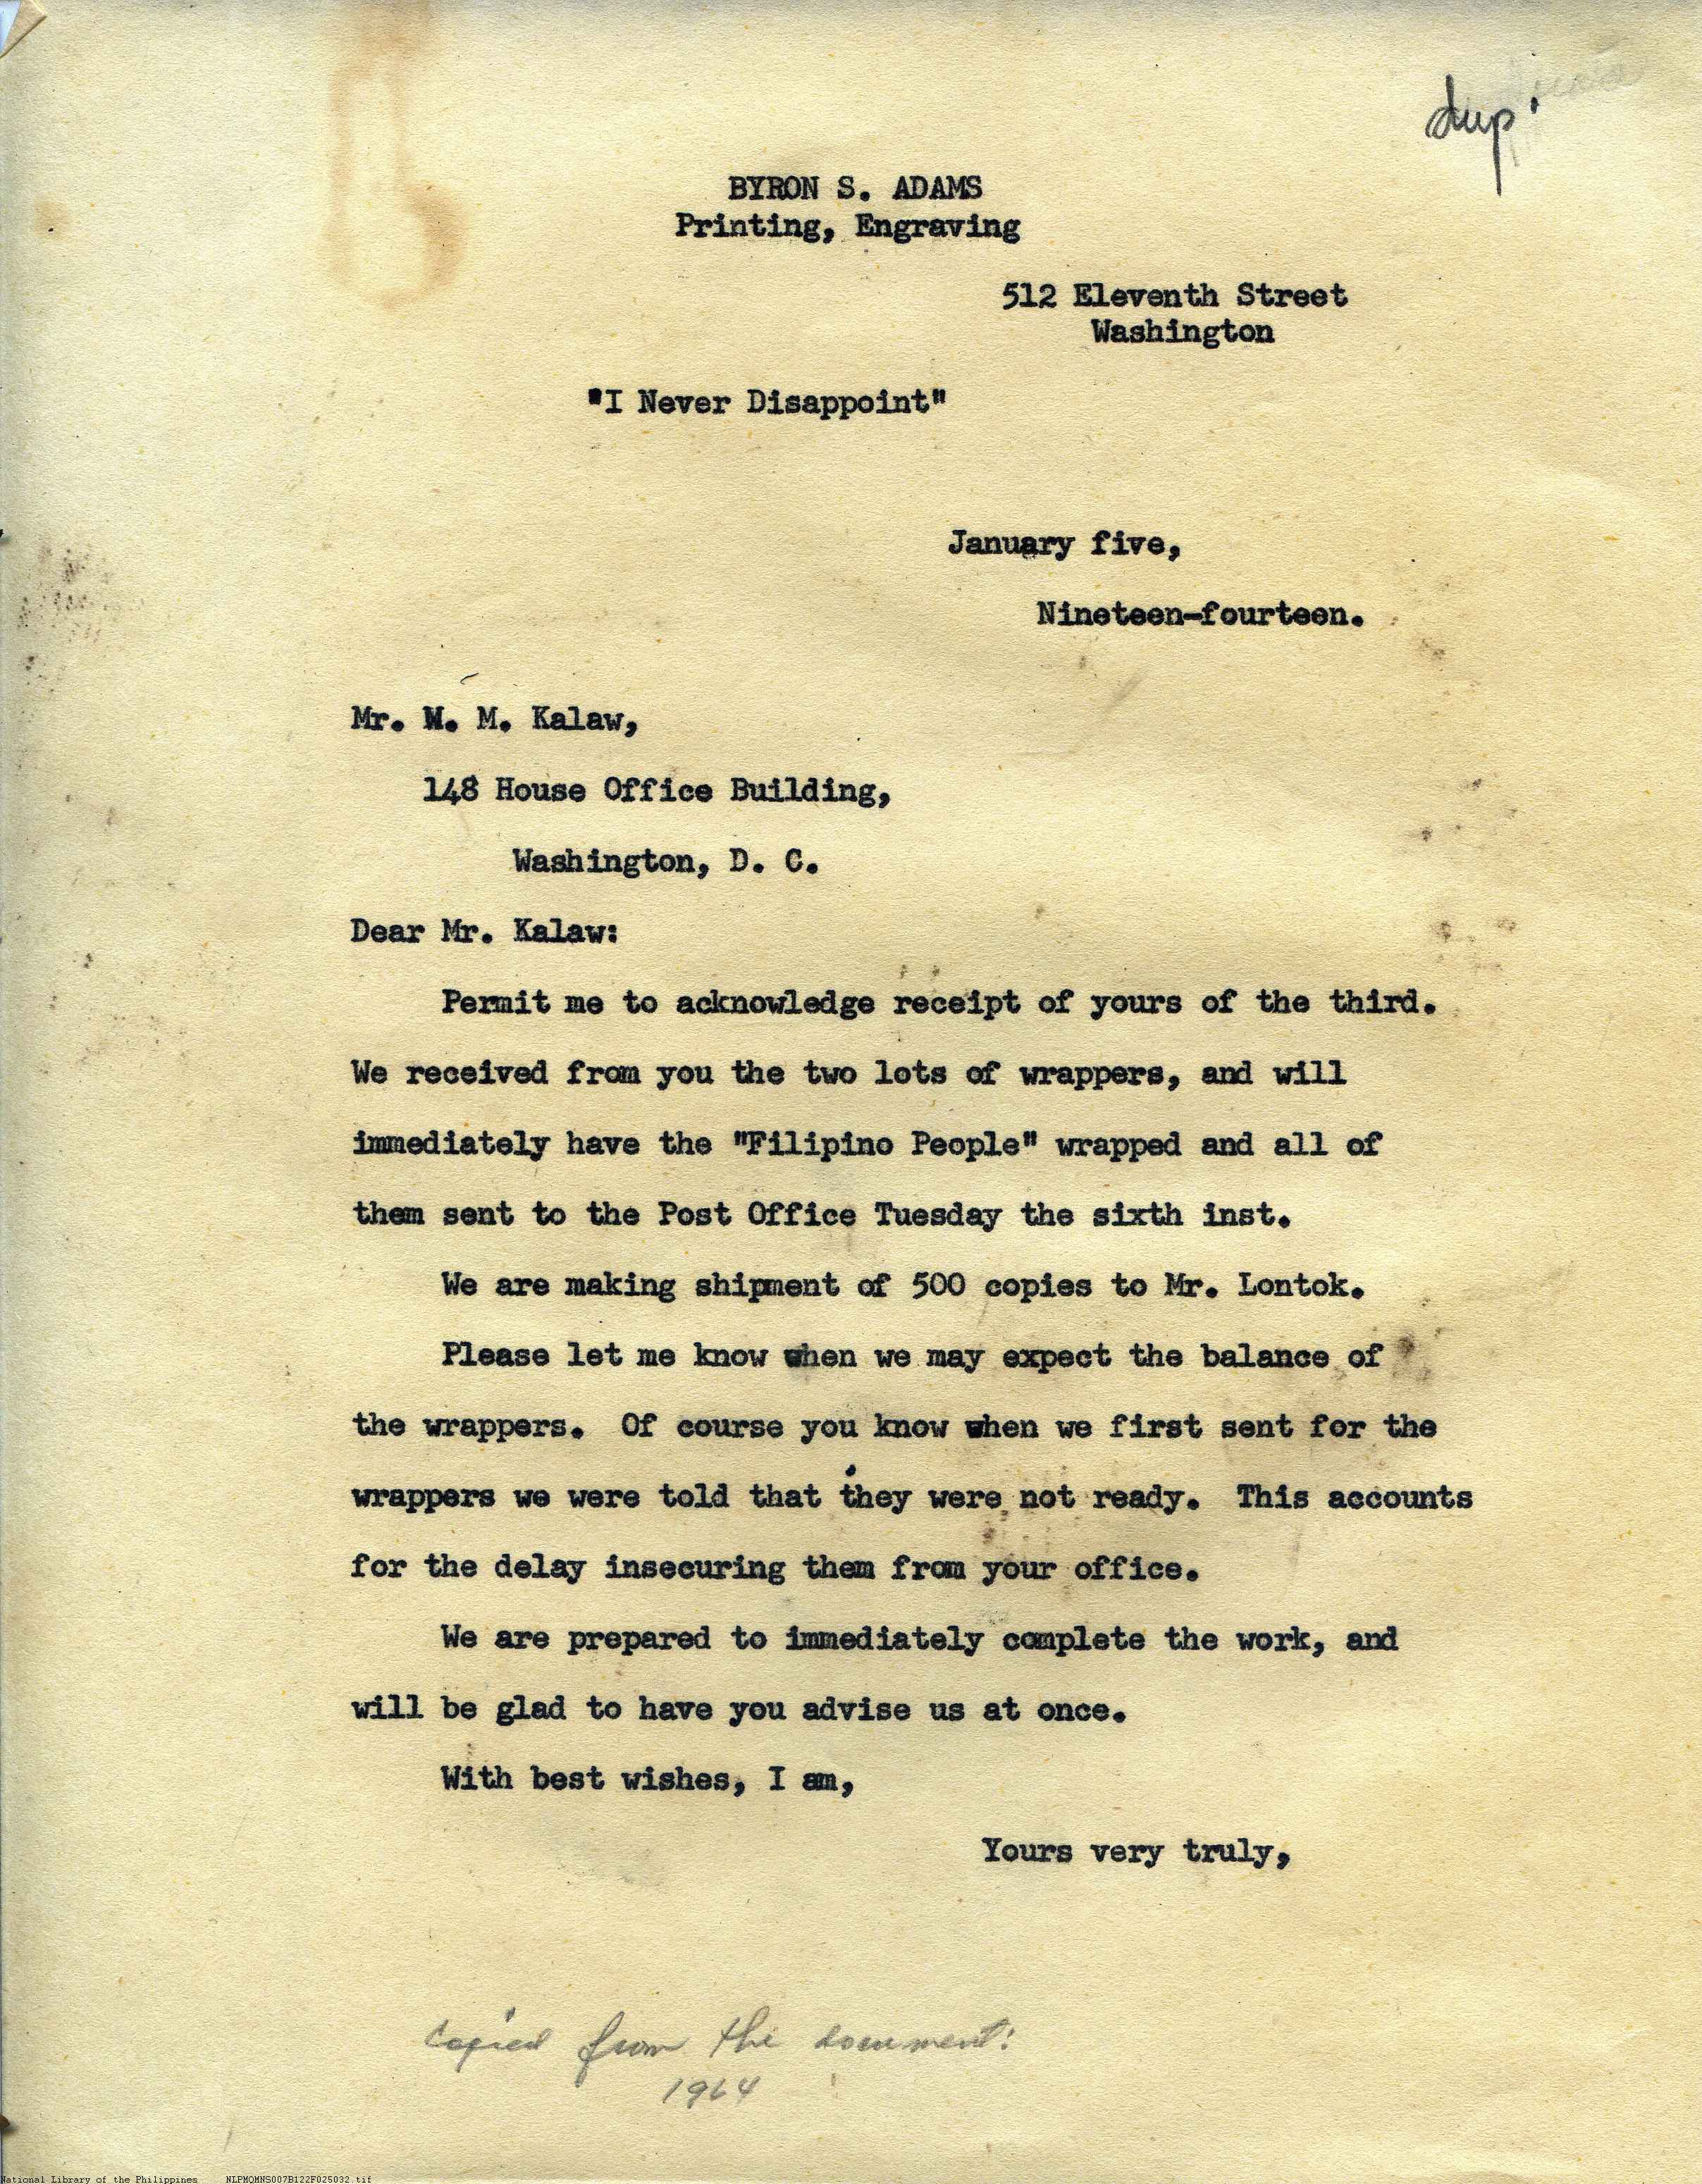 dup.
BYRON S. ADAMS
Printing, Engraving
512 Eleventh Street
Washington
"I Never Disappoint"
January five,
Nineteen-fourteen.
Mr. M. M. Kalaw,
148 House Office Building,
Washington, D. C.
Dear Mr. Kalaw:
Permit me to acknowledge receipt of yours of the third.
We received from you the two lots of wrappers, and will
immediately have the "Filipino People" wrapped and all of
them sent to the Post Office Tuesday the sixth inst.
We are making shipment of 500 copies to Mr. Lontok.
Please let me know when we may expect the balance of
the wrappers. Of course you know when we first sent for the
wrappers we were told that they were not ready. This accounts
for the delay insecuring them from your office.
We are prepared to immediately complete the work, and
will be glad to have you advise us at once.
With best wishes, I am,
Yours very truly,
Copied from the document:
1964
National Library of the Philippines NLPMQMNS007B122F025032.tif